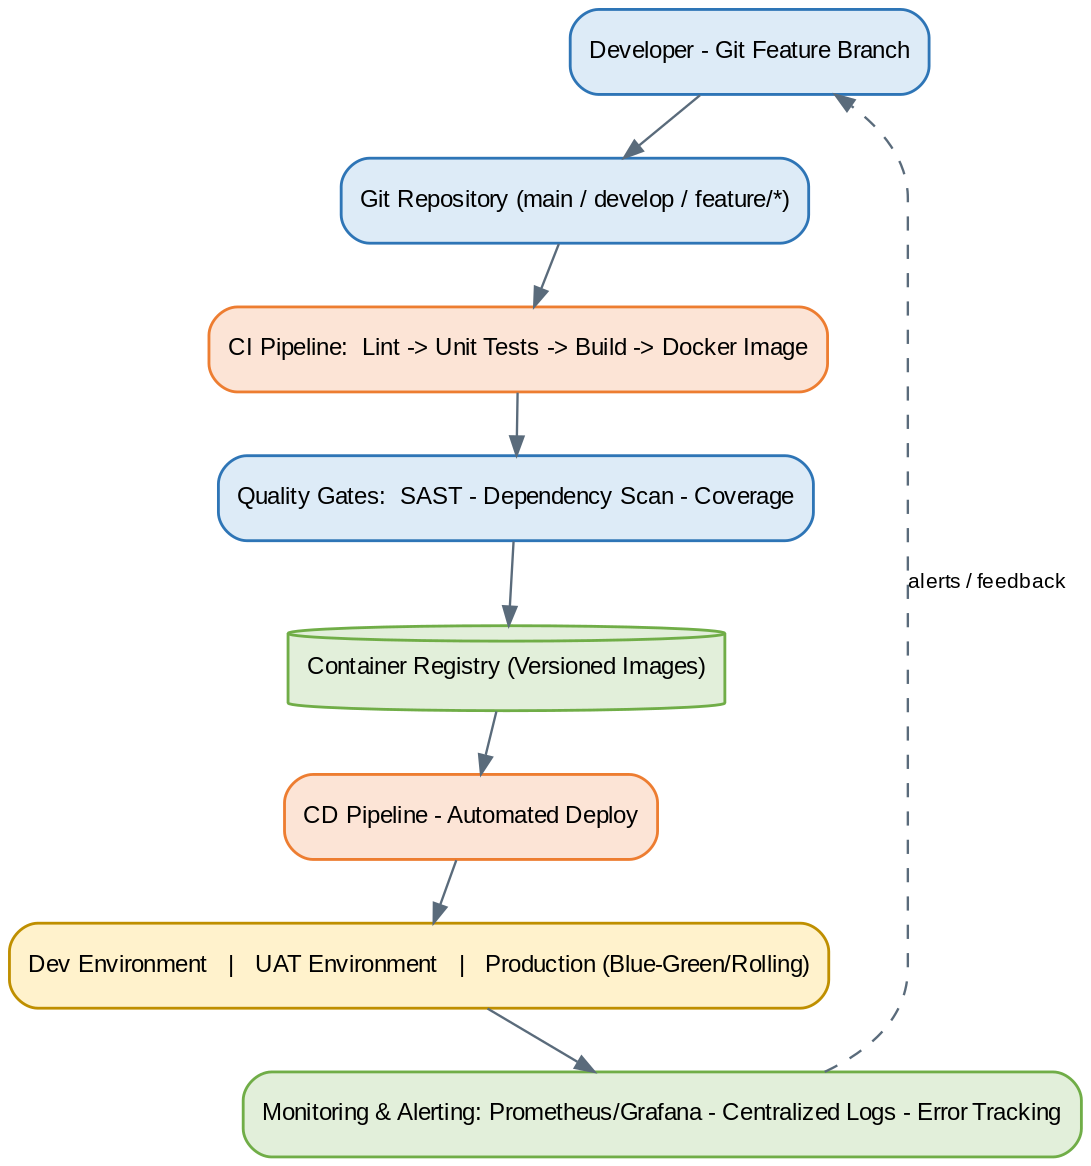 Developer - Git Feature Branch
Git Repository (main / develop / feature/*)
CI Pipeline:  Lint -> Unit Tests -> Build -> Docker Image
Quality Gates:  SAST - Dependency Scan - Coverage
alerts / feedback
Container Registry (Versioned Images)
CD Pipeline - Automated Deploy
Dev Environment   |   UAT Environment   |   Production (Blue-Green/Rolling)
Monitoring & Alerting: Prometheus/Grafana - Centralized Logs - Error Tracking